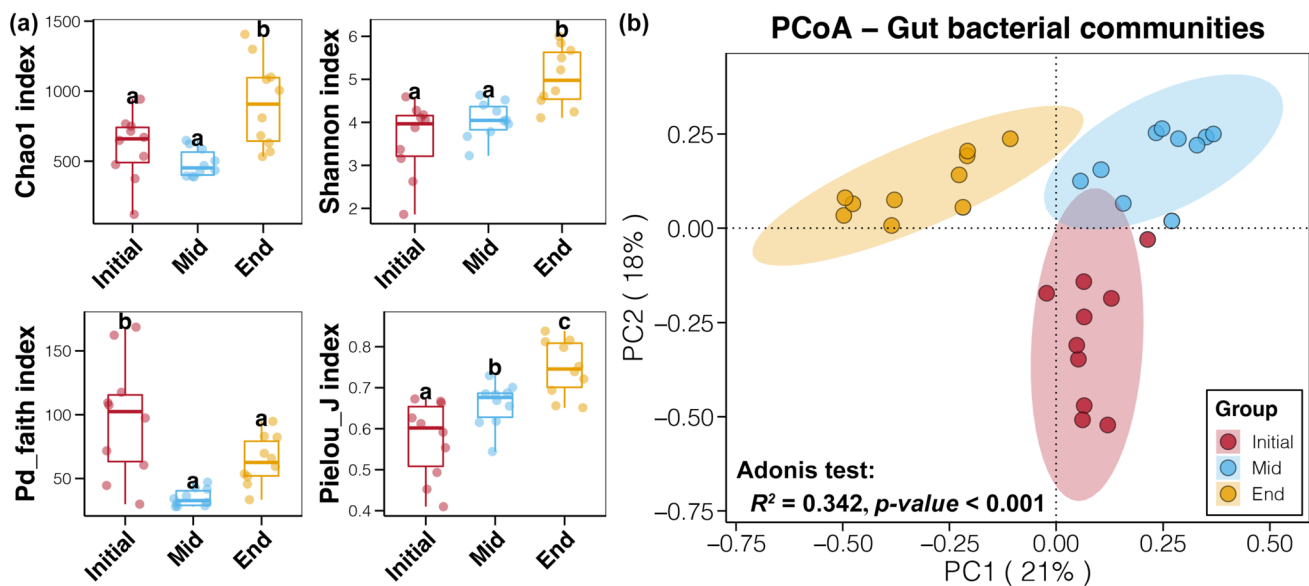 (a)
Chao1 index
1500
1000
500
a
a
b
Initial
Mid
End
Shannon index
6
5
4
3
2
a
a
b
Initial
Mid
End
Pd_faith index
150
100
50
b
a
a
Initial
Mid
End
Pielou_J index
0.8
0.7
0.6
0.5
0.4
a
b
c
Initial
Mid
End
(b)
PCoA – Gut bacterial communities
PC2 ( 18%)
0.25
0.00
−0.25
−0.50
−0.75
Adonis test:
R² = 0.342, p-value < 0.001
Group
Initial
Mid
End
−0.75
−0.50
−0.25
0.00
0.25
0.50
PC1 ( 21%)